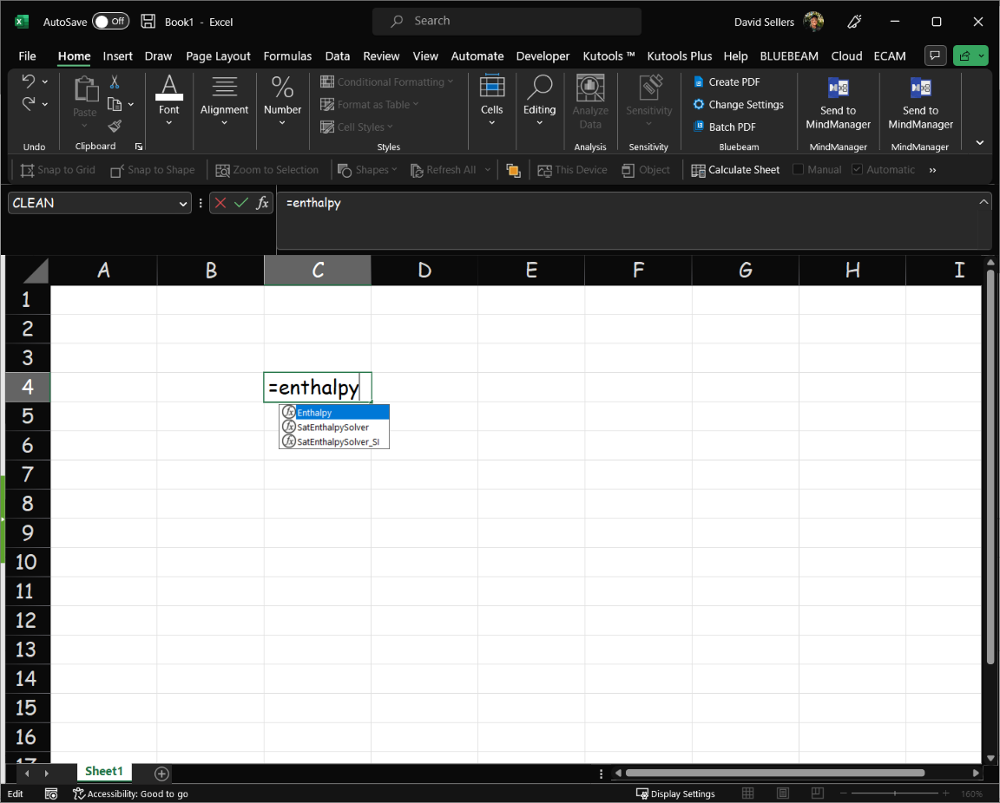 AutoSave Off Book1 - Excel Search David Sellers
File Home Insert Draw Page Layout Formulas Data Review View Automate Developer Kutools ™ Kutools Plus Help BLUEBEAM Cloud ECAM
Paste
Font
Alignment
Number
Conditional Formatting
Format as Table
Cell Styles
Cells
Editing
Analyze
Data
Sensitivity
Create PDF
Change Settings
Batch PDF
Send to
MindManager
Send to
MindManager
Undo Clipboard Styles Analysis Sensitivity Bluebeam MindManager MindManager
Snap to Grid Snap to Shape Zoom to Selection Shapes Refresh All This Device Object Calculate Sheet Manual Automatic »
CLEAN fx =enthalpy
A B C D E F G H I
1
2
3
4 =enthalpy
fx Enthalpy
fx SatEnthalpySolver
fx SatEnthalpySolver_SI
5
6
7
8
9
10
11
12
13
14
15
16
17
Sheet1
Edit Accessibility: Good to go Display Settings 160%